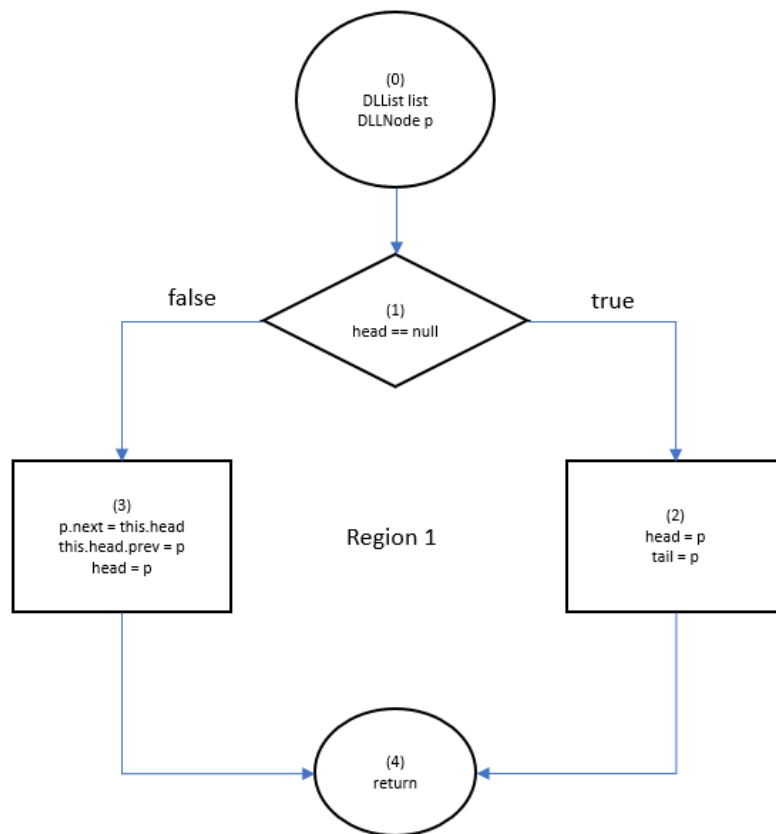 (0)
DLList list
DLLNode p
false
true
(1)
head == null
(3)
p.next = this.head
this.head.prev = p
head = p
Region 1
(2)
head = p
tail = p
(4)
return